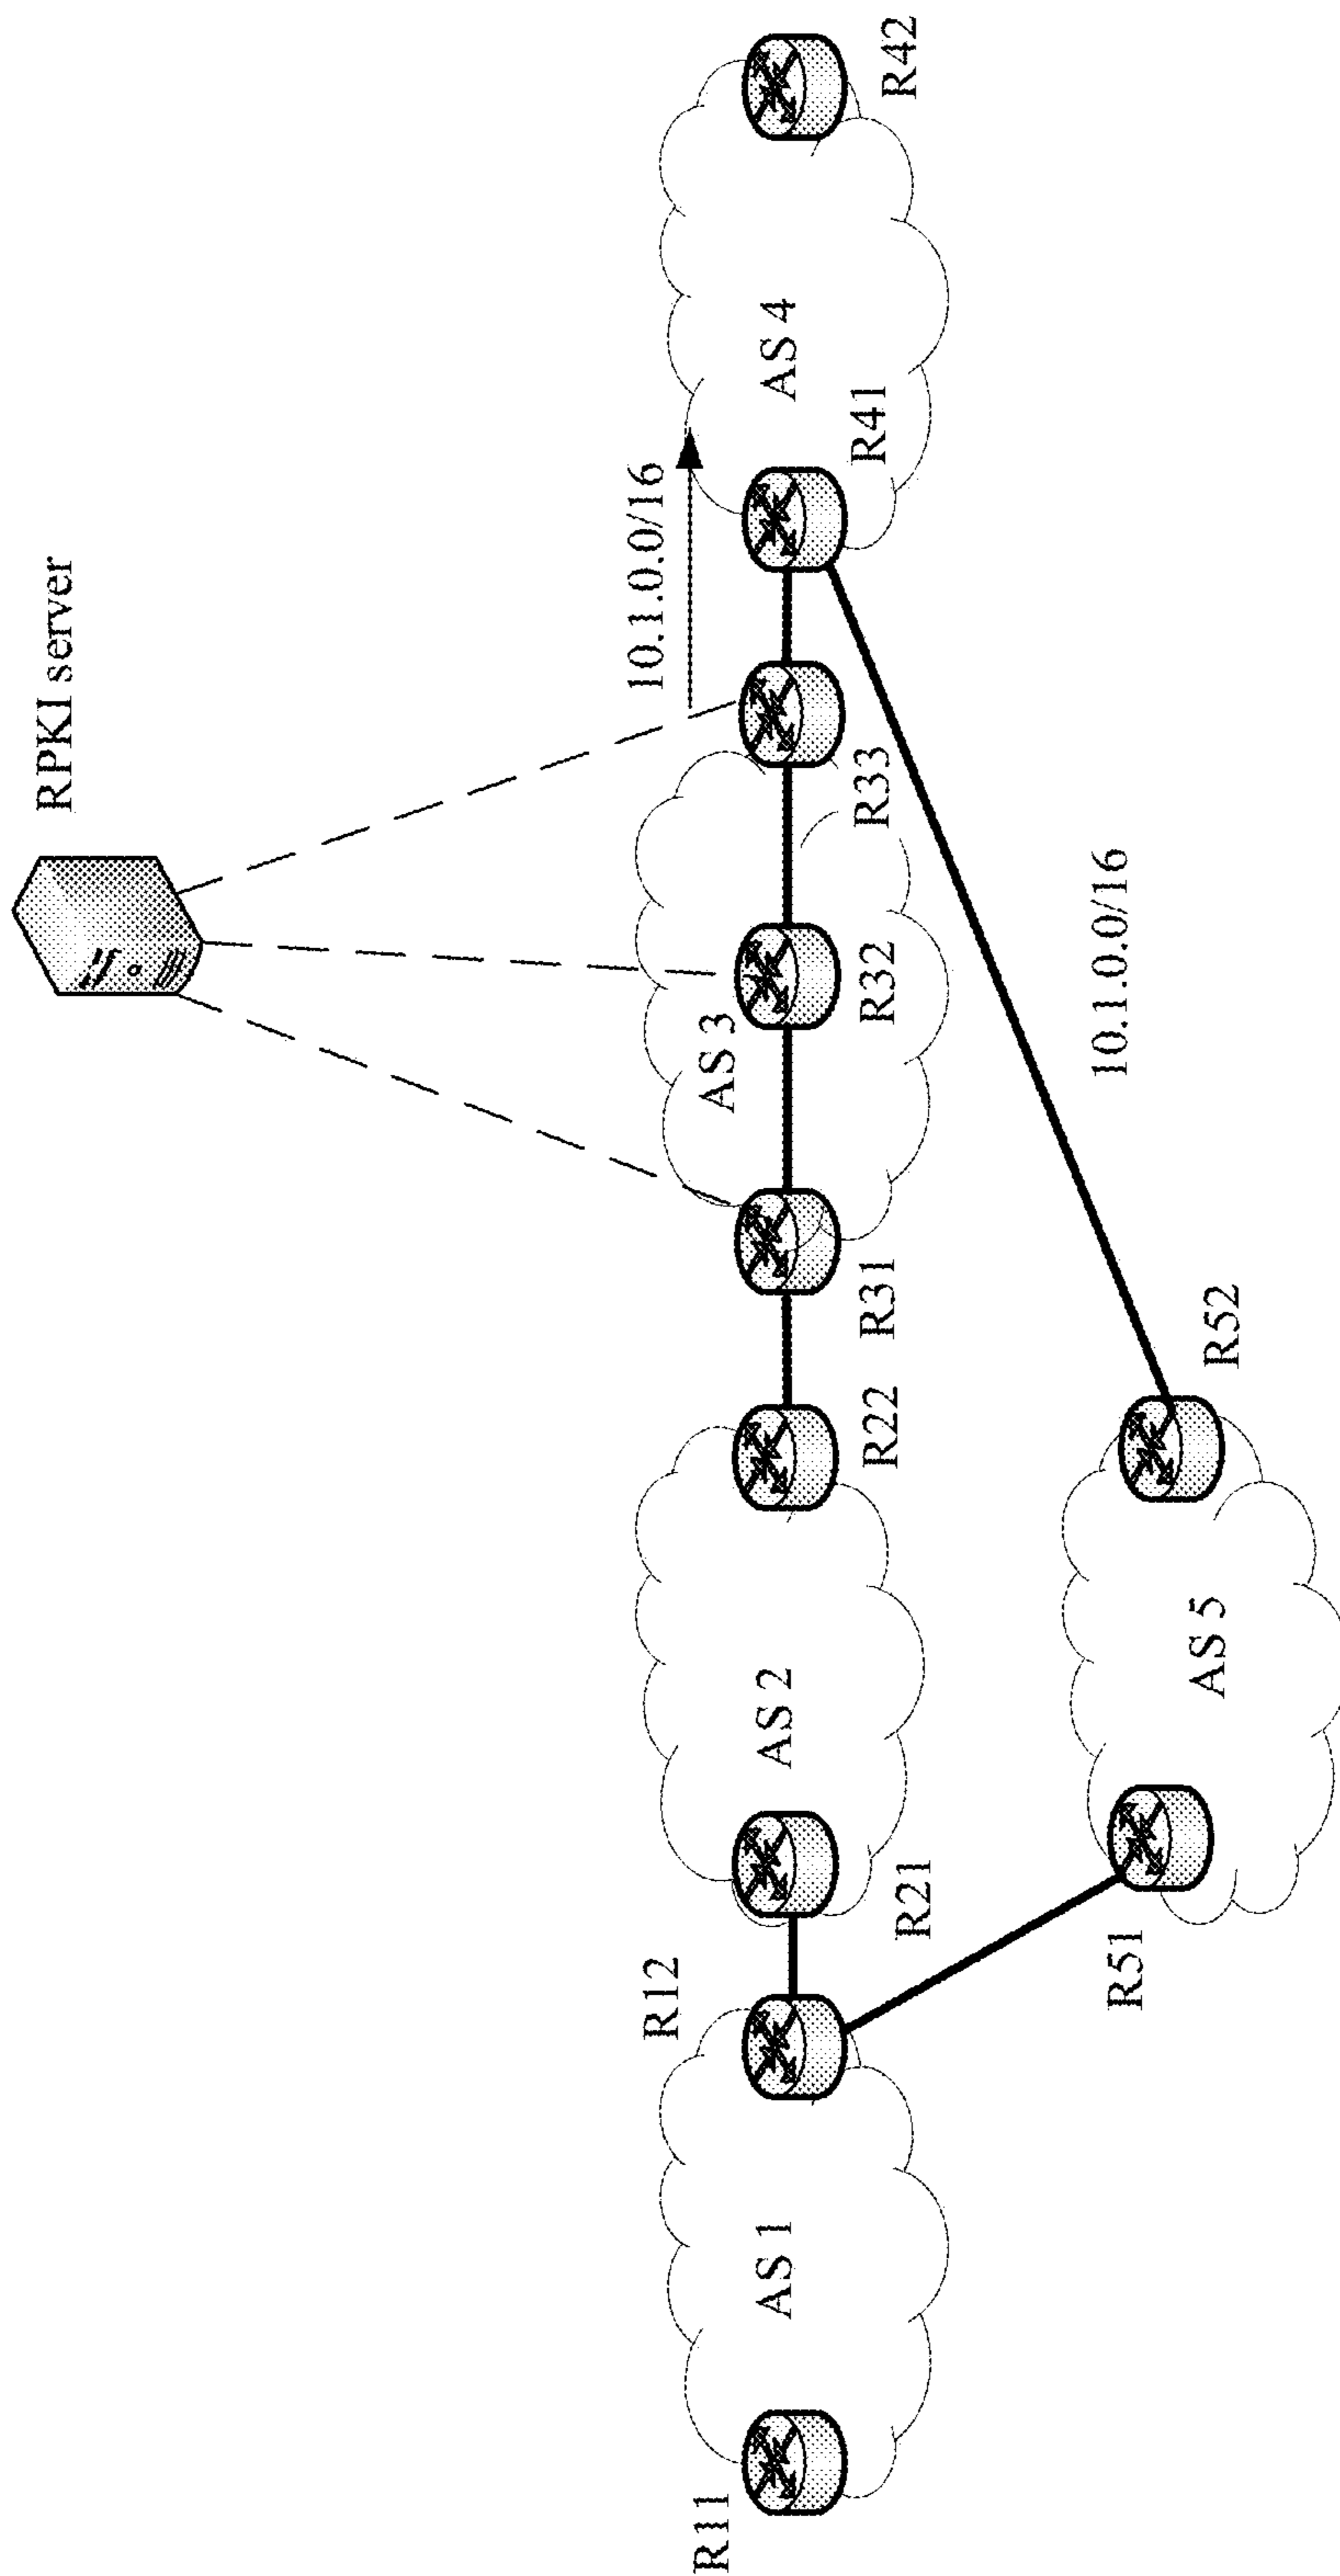 RPKI server
10.1.0.0/16
R12
R11
AS 1
AS 2
AS 3
AS 4
R21
R22
R31
R32
R33
R41
R42
10.1.0.0/16
R51
R52
AS 5